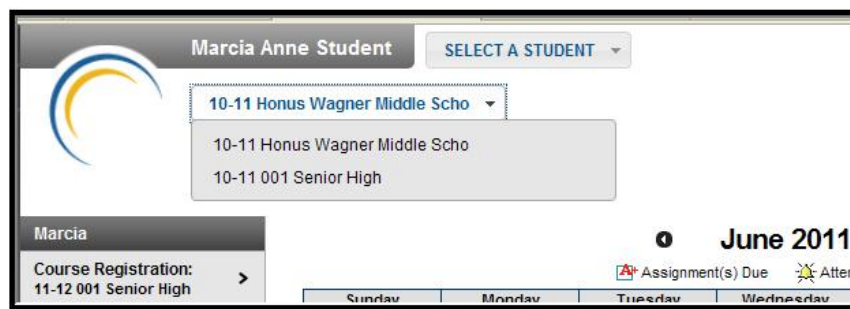 Marcia Anne Student
SELECT A STUDENT
10-11 Honus Wagner Middle Scho
10-11 Honus Wagner Middle Scho
10-11 001 Senior High
Marcia
June 2011
Course Registration:
11-12 001 Senior High
A+ Assignment(s) Due
Atte
Sunday Monday Tuesday Wednesday